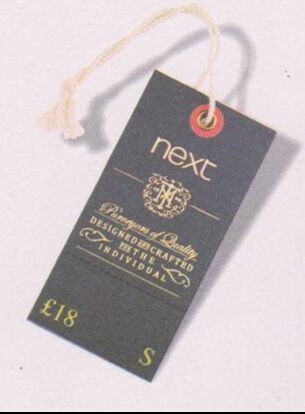 next
Purveyors of Quality
DESIGNED AND CRAFTED
FOR THE
INDIVIDUAL
£18
S